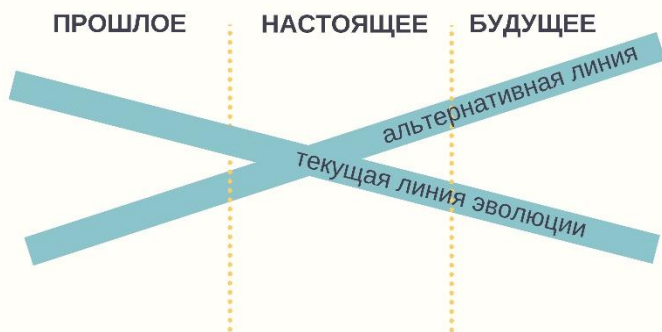 ПРОШЛОЕ
НАСТОЯЩЕЕ
БУДУЩЕЕ
альтернативная линия
текущая линия эволюции